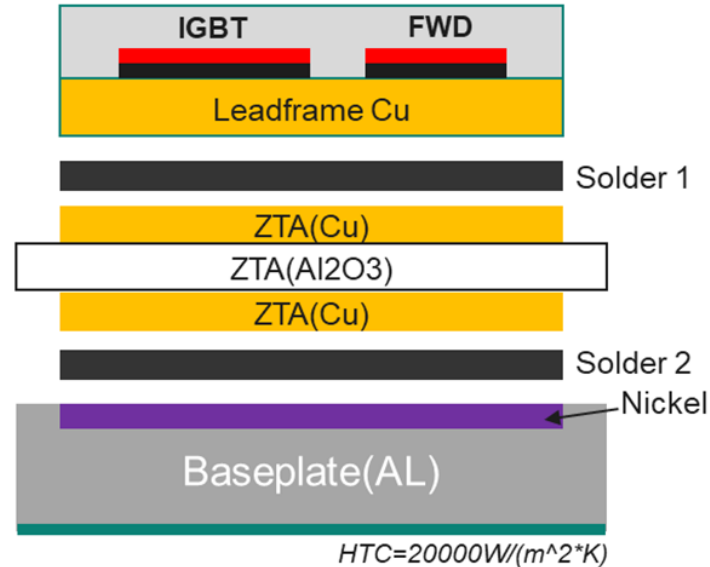 IGBT FWD
Leadframe Cu
Solder 1
ZTA(Cu)
ZTA(Al2O3)
ZTA(Cu)
Solder 2
Nickel
Baseplate(AL)
HTC=20000W/(m^2*K)